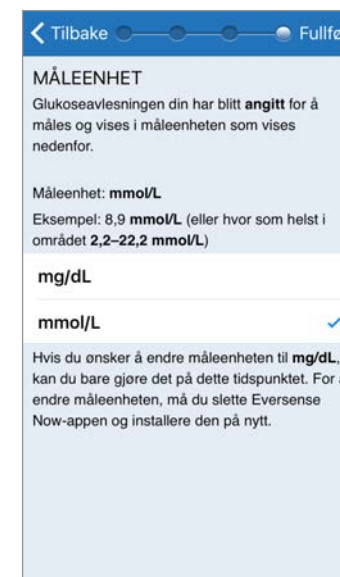 Tilbake Fullfø
MÅLEENHET
Glukoseavlesningen din har blitt angitt for å
måles og vises i måleenheten som vises
nedenfor.
Måleenhet: mmol/L
Eksempel: 8,9 mmol/L (eller hvor som helst i
området 2,2–22,2 mmol/L)
mg/dL
mmol/L
Hvis du ønsker å endre måleenheten til mg/dL,
kan du bare gjøre det på dette tidspunktet. For
endre måleenheten, må du slette Eversense
Now-appen og installere den på nytt.